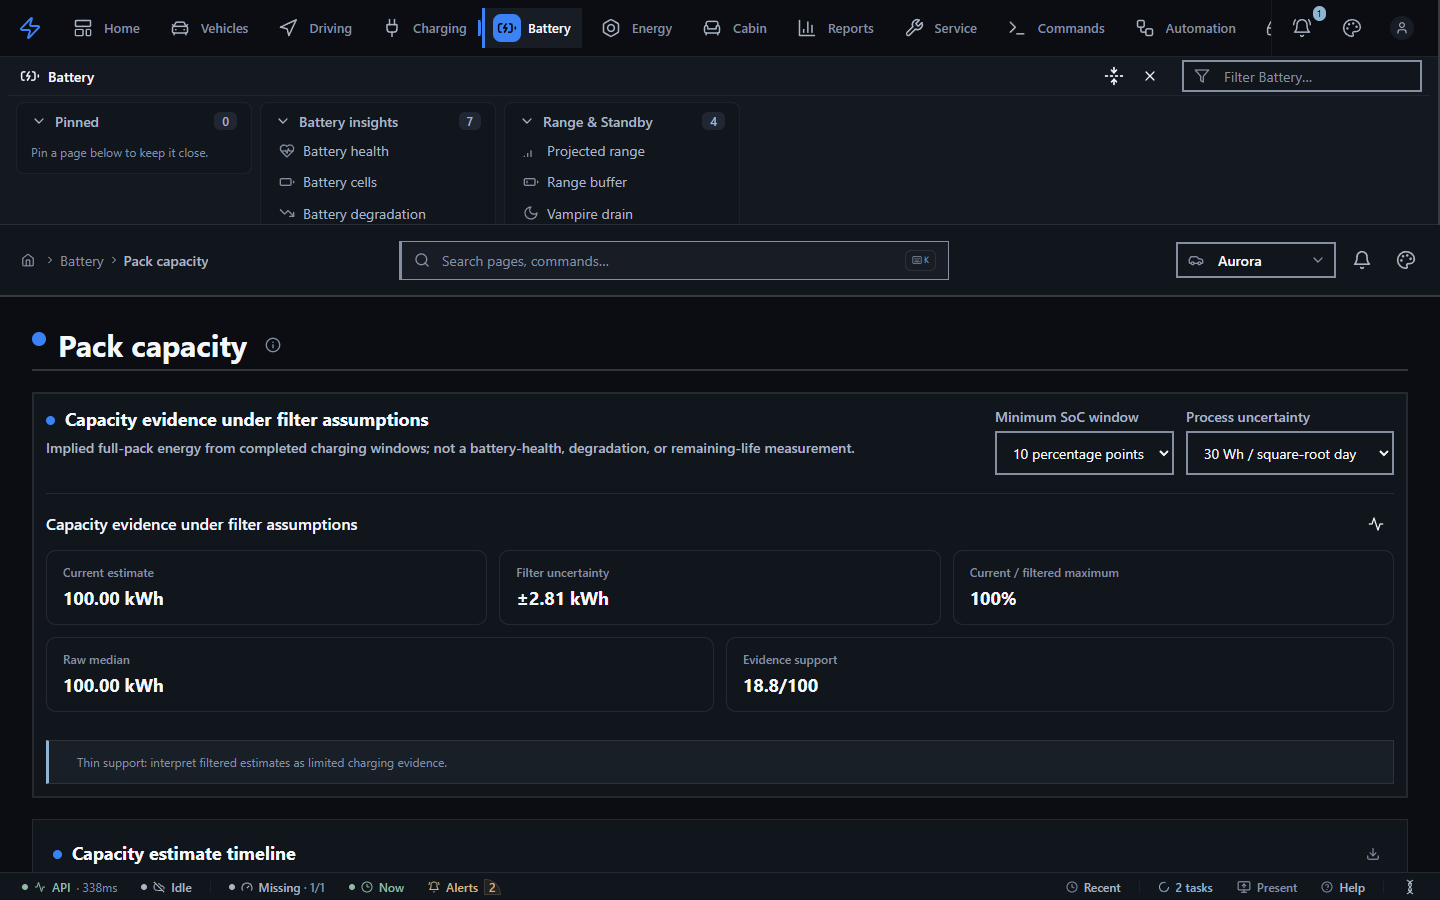 Home Vehicles Driving Charging Battery Energy Cabin Reports Service Commands Automation 1
Battery Filter Battery...
Pinned 0
Pin a page below to keep it close.
Battery insights 7
Battery health
Battery cells
Battery degradation
Range & Standby 4
Projected range
Range buffer
Vampire drain
Battery Pack capacity Search pages, commands... K Aurora
Pack capacity
Capacity evidence under filter assumptions
Implied full-pack energy from completed charging windows; not a battery-health, degradation, or remaining-life measurement.
Minimum SoC window
10 percentage points
Process uncertainty
30 Wh / square-root day
Capacity evidence under filter assumptions
Current estimate
100.00 kWh
Filter uncertainty
±2.81 kWh
Current / filtered maximum
100%
Raw median
100.00 kWh
Evidence support
18.8/100
Thin support: interpret filtered estimates as limited charging evidence.
Capacity estimate timeline
API · 338ms Idle Missing · 1/1 Now Alerts 2 Recent 2 tasks Present Help